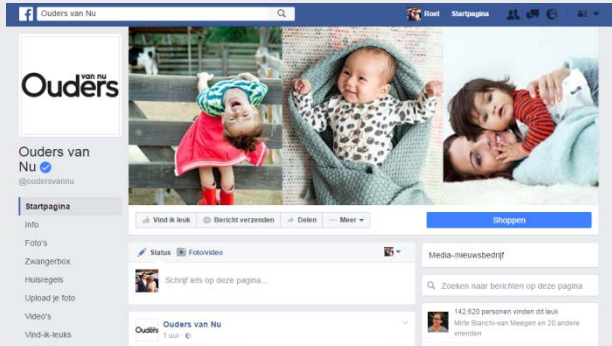 Ouders van Nu
Roel Startpagina
Ouders
van nu
Ouders van
Nu
@oudersvannu
Startpagina
Info
Foto's
Zwangerbox
Huisregels
Upload je foto
Video's
Vind-ik-leuks
Vind ik leuk Bericht verzenden Delen ··· Meer
Shoppen
Status Foto/video
Schrijf iets op deze pagina...
Ouders van Nu
1 uur ·
Media-/nieuwsbedrijf
Zoeken naar berichten op deze pagina
142.620 personen vinden dit leuk
Mirte Bianchi-van Meegen en 20 andere
vrienden